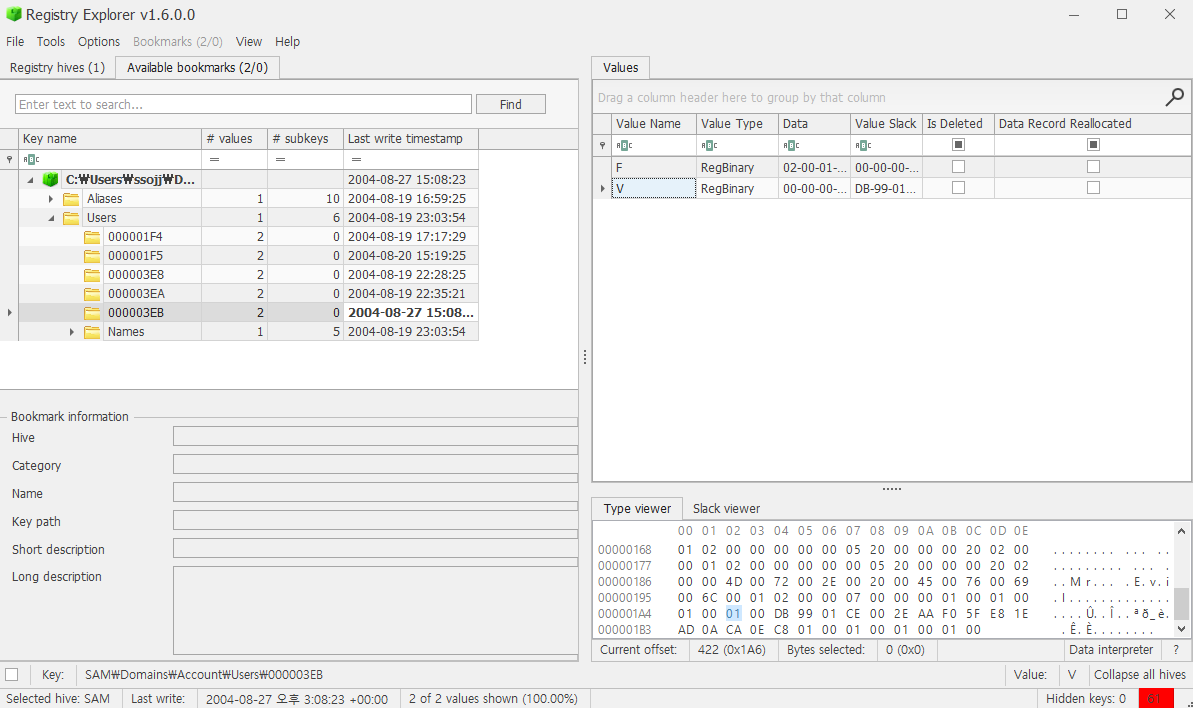 Registry Explorer v1.6.0.0
File Tools Options Bookmarks (2/0) View Help
Registry hives (1) Available bookmarks (2/0)
Enter text to search... Find
Key name # values # subkeys Last write timestamp
ABC = = =
C:₩Users₩ssojj₩D... 2004-08-27 15:08:23
Aliases 1 10 2004-08-19 16:59:25
Users 1 6 2004-08-19 23:03:54
000001F4 2 0 2004-08-19 17:17:29
000001F5 2 0 2004-08-20 15:19:25
000003E8 2 0 2004-08-19 22:28:25
000003EA 2 0 2004-08-19 22:35:21
000003EB 2 0 2004-08-27 15:08...
Names 1 5 2004-08-19 23:03:54
Bookmark information
Hive
Category
Name
Key path
Short description
Long description
Values
Drag a column header here to group by that column
Value Name Value Type Data Value Slack Is Deleted Data Record Reallocated
ABC ABC ABC ABC
F RegBinary 02-00-01-... 00-00-00-...
V RegBinary 00-00-00-... DB-99-01...
Type viewer Slack viewer
00 01 02 03 04 05 06 07 08 09 0A 0B 0C 0D 0E
00000168 01 02 00 00 00 00 00 05 20 00 00 00 20 02 00 ........ ... ..
00000177 00 01 02 00 00 00 00 00 05 20 00 00 00 20 02 ......... ... .
00000186 00 00 4D 00 72 00 2E 00 20 00 45 00 76 00 69 ..M.r... .E.v.i
00000195 00 6C 00 01 02 00 00 07 00 00 00 01 00 01 00 .l.............
000001A4 01 00 01 00 DB 99 01 CE 00 2E AA F0 5F E8 1E ....Û..Î..ªð_è.
000001B3 AD 0A CA 0E C8 01 00 01 00 01 00 01 00 .Ê.È........
Current offset: 422 (0x1A6) Bytes selected: 0 (0x0) Data interpreter ?
Key: SAM₩Domains₩Account₩Users₩000003EB Value: V Collapse all hives
Selected hive: SAM Last write: 2004-08-27 오후 3:08:23 +00:00 2 of 2 values shown (100.00%) Hidden keys: 0 61